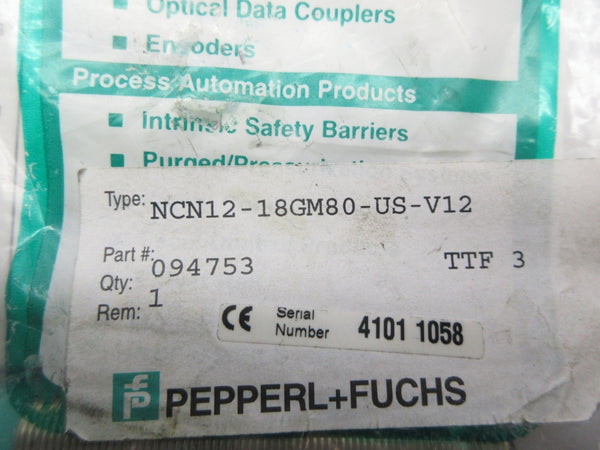 Optical Data Couplers
Encoders
Process Automation Products
Intrinsic Safety Barriers
Type: NCN12-18GM80-US-V12
Part #: 094753 TTF 3
Qty: 1
Rem:
CE Serial Number 4101 1058
PEPPERL+FUCHS